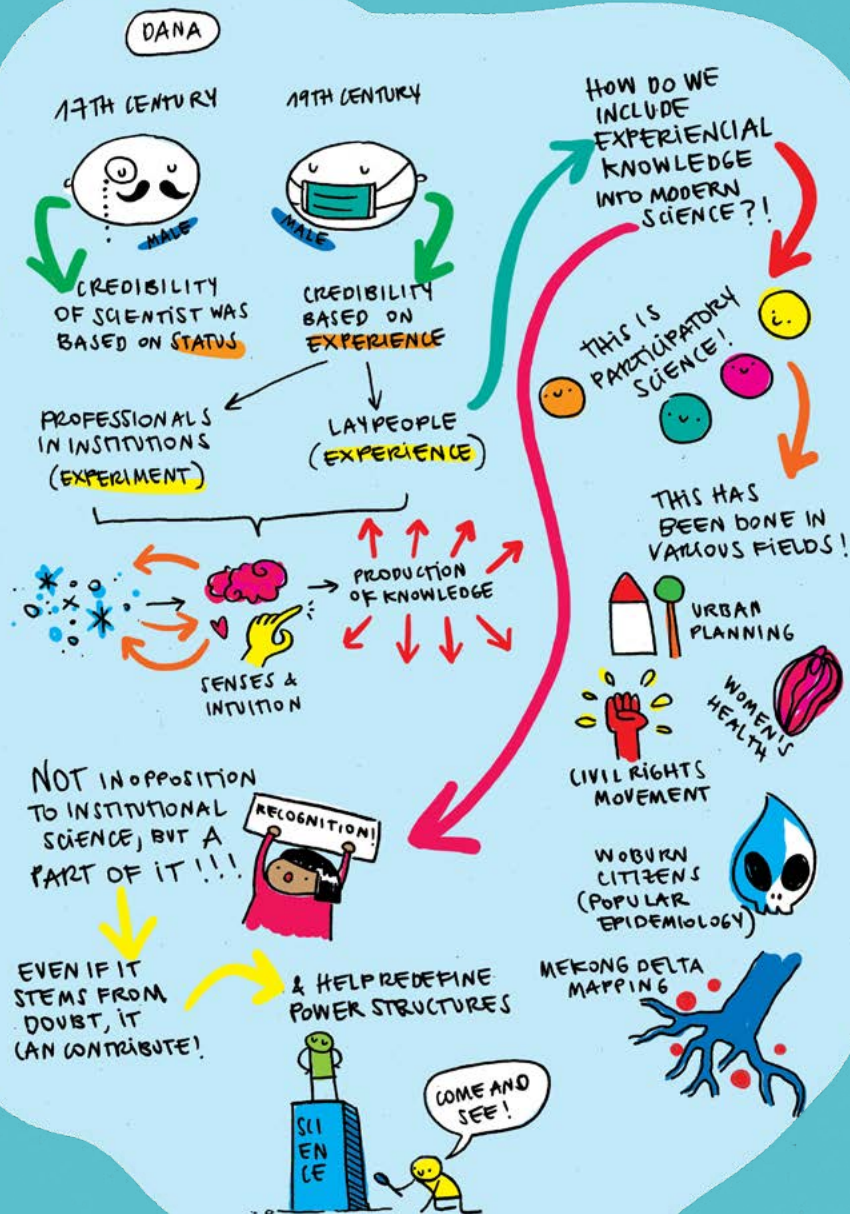 DANA
17TH CENTURY
MALE
CREDIBILITY
OF SCIENTIST WAS
BASED ON STATUS
19TH CENTURY
MALE
CREDIBILITY
BASED ON
EXPERIENCE
PROFESSIONALS
IN INSTITUTIONS
(EXPERIMENT)
LAYPEOPLE
(EXPERIENCE)
SENSES &
INTUITION
PRODUCTION
OF KNOWLEDGE
HOW DO WE
INCLUDE
EXPERIENCIAL
KNOWLEDGE
INTO MODERN
SCIENCE?!
THIS IS
PARTICIPATORY
SCIENCE!
THIS HAS
BEEN DONE IN
VARIOUS FIELDS!
URBAN
PLANNING
WOMEN'S
HEALTH
CIVIL RIGHTS
MOVEMENT
WOBURN
CITIZENS
(POPULAR
EPIDEMIOLOGY)
MEKONG DELTA
MAPPING
NOT IN OPPOSITION
TO INSTITUTIONAL
SCIENCE, BUT A
PART OF IT!!!
RECOGNITION!
EVEN IF IT
STEMS FROM
DOUBT, IT
CAN CONTRIBUTE!
& HELP REDEFINE
POWER STRUCTURES
SCI
EN
CE
COME AND
SEE!